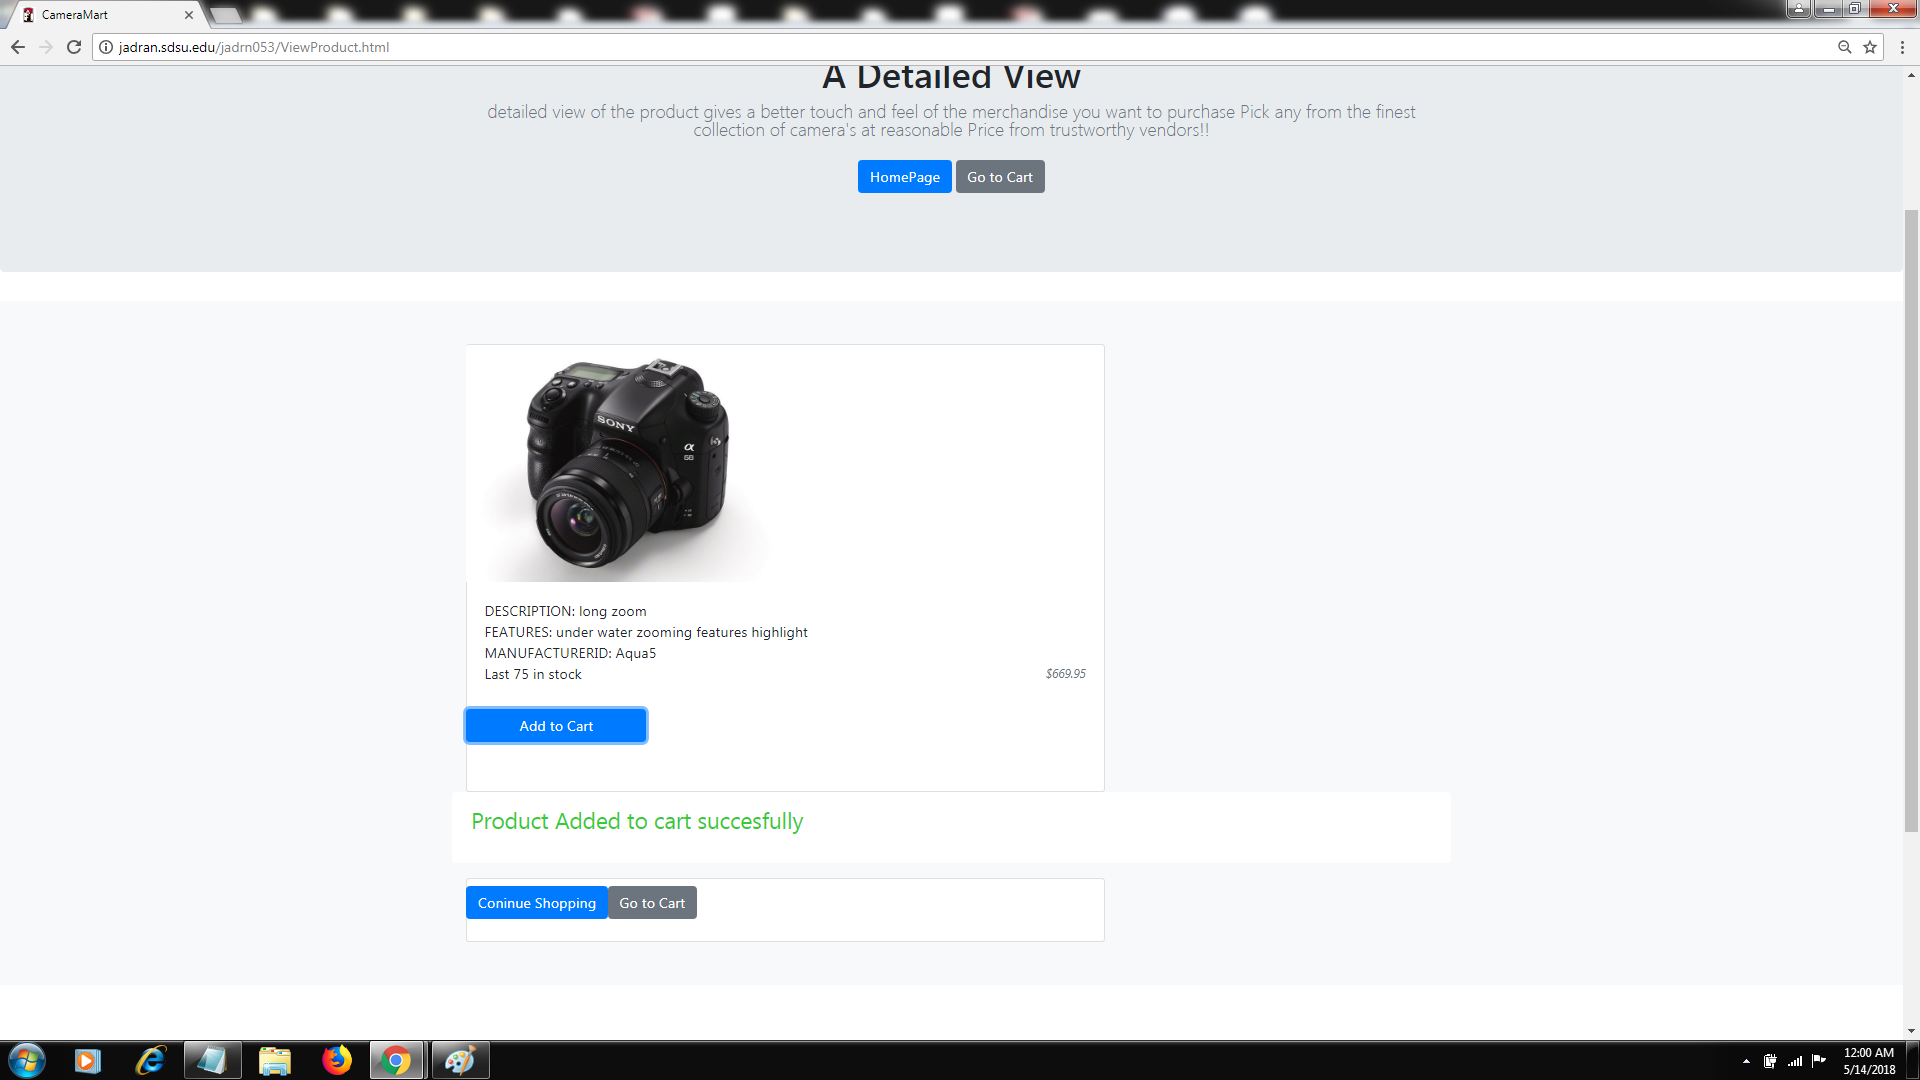 CameraMart
jadran.sdsu.edu/jadrn053/ViewProduct.html
A Detailed View
detailed view of the product gives a better touch and feel of the merchandise you want to purchase Pick any from the finest
collection of camera's at reasonable Price from trustworthy vendors!!
HomePage Go to Cart
SONY
α
68
DESCRIPTION: long zoom
FEATURES: under water zooming features highlight
MANUFACTURERID: Aqua5
Last 75 in stock $669.95
Add to Cart
Product Added to cart succesfully
Coninue Shopping Go to Cart
12:00 AM
5/14/2018